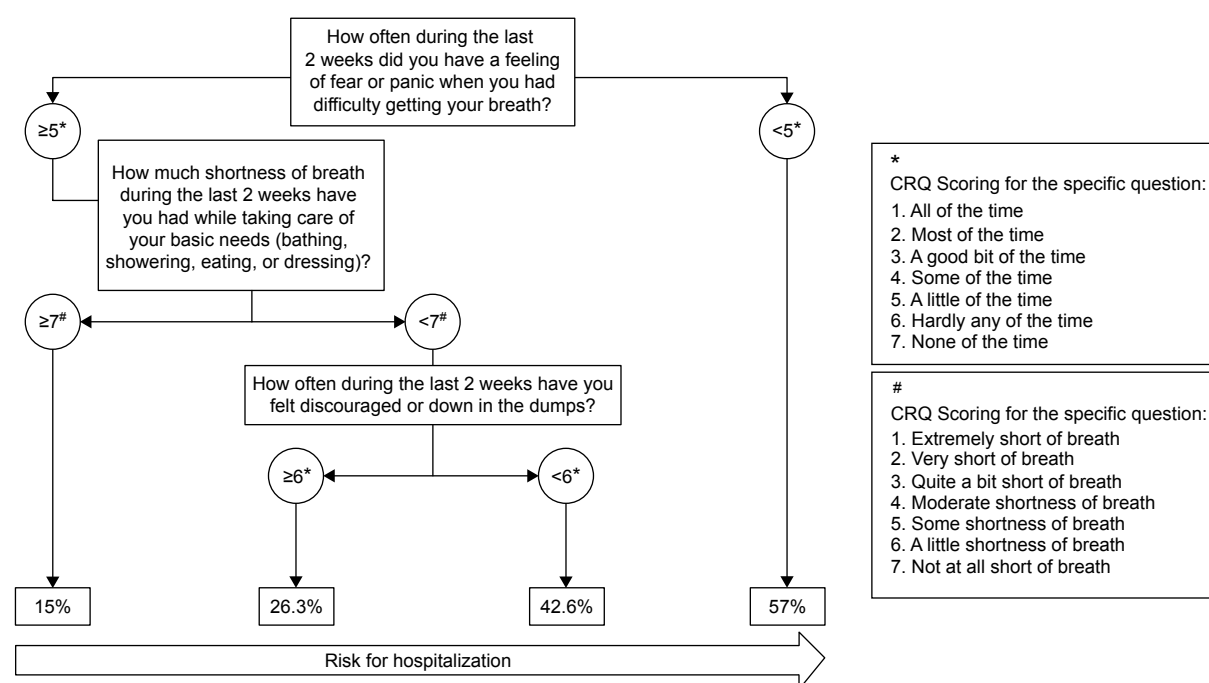 How often during the last
2 weeks did you have a feeling
of fear or panic when you had
difficulty getting your breath?
≥5*
<5*
How much shortness of breath
during the last 2 weeks have
you had while taking care of
your basic needs (bathing,
showering, eating, or dressing)?
≥7#
<7#
How often during the last 2 weeks have you
felt discouraged or down in the dumps?
≥6*
<6*
15%
26.3%
42.6%
57%
Risk for hospitalization
*
CRQ Scoring for the specific question:
1. All of the time
2. Most of the time
3. A good bit of the time
4. Some of the time
5. A little of the time
6. Hardly any of the time
7. None of the time
#
CRQ Scoring for the specific question:
1. Extremely short of breath
2. Very short of breath
3. Quite a bit short of breath
4. Moderate shortness of breath
5. Some shortness of breath
6. A little shortness of breath
7. Not at all short of breath